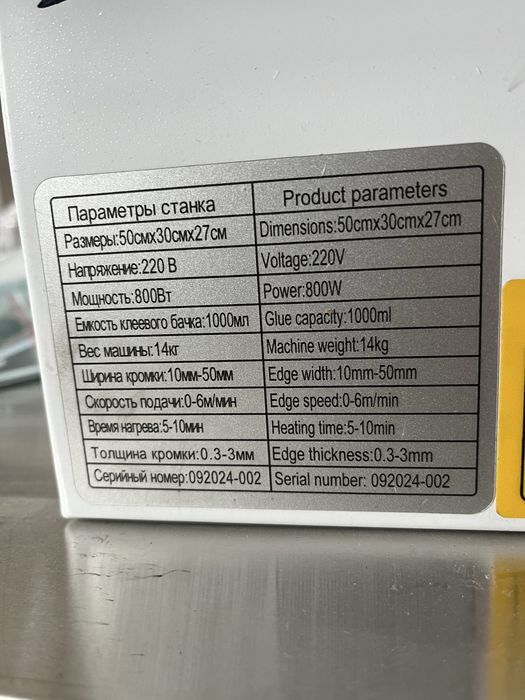 Параметры станка Product parameters
Размеры:50смх30смх27см Dimensions:50cmx30cmx27cm
Напряжение:220 В Voltage:220V
Мощность:800Вт Power:800W
Емкость клеевого бачка:1000мл Glue capacity:1000ml
Вес машины:14кг Machine weight:14kg
Ширина кромки:10мм-50мм Edge width:10mm-50mm
Скорость подачи:0-6м/мин Edge speed:0-6m/min
Время нагрева:5-10мин Heating time:5-10min
Толщина кромки:0.3-3мм Edge thickness:0.3-3mm
Серийный номер:092024-002 Serial number: 092024-002